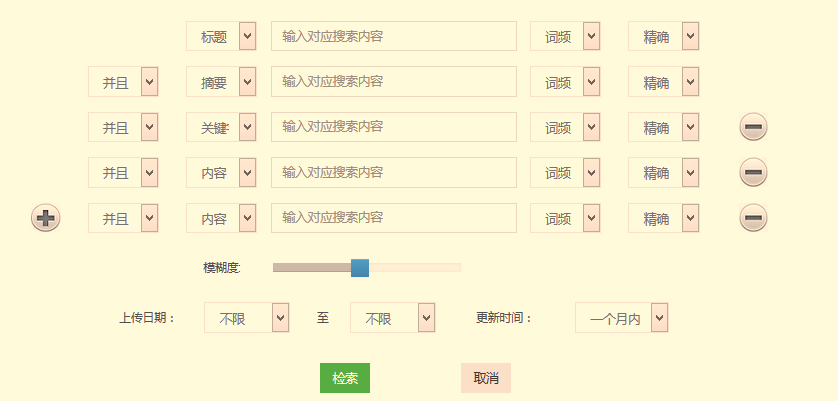 标题 输入对应搜索内容 词频 精确
并且 摘要 输入对应搜索内容 词频 精确
并且 关键 输入对应搜索内容 词频 精确
并且 内容 输入对应搜索内容 词频 精确
并且 内容 输入对应搜索内容 词频 精确
模糊度:
上传日期： 不限 至 不限 更新时间： 一个月内
检索 取消